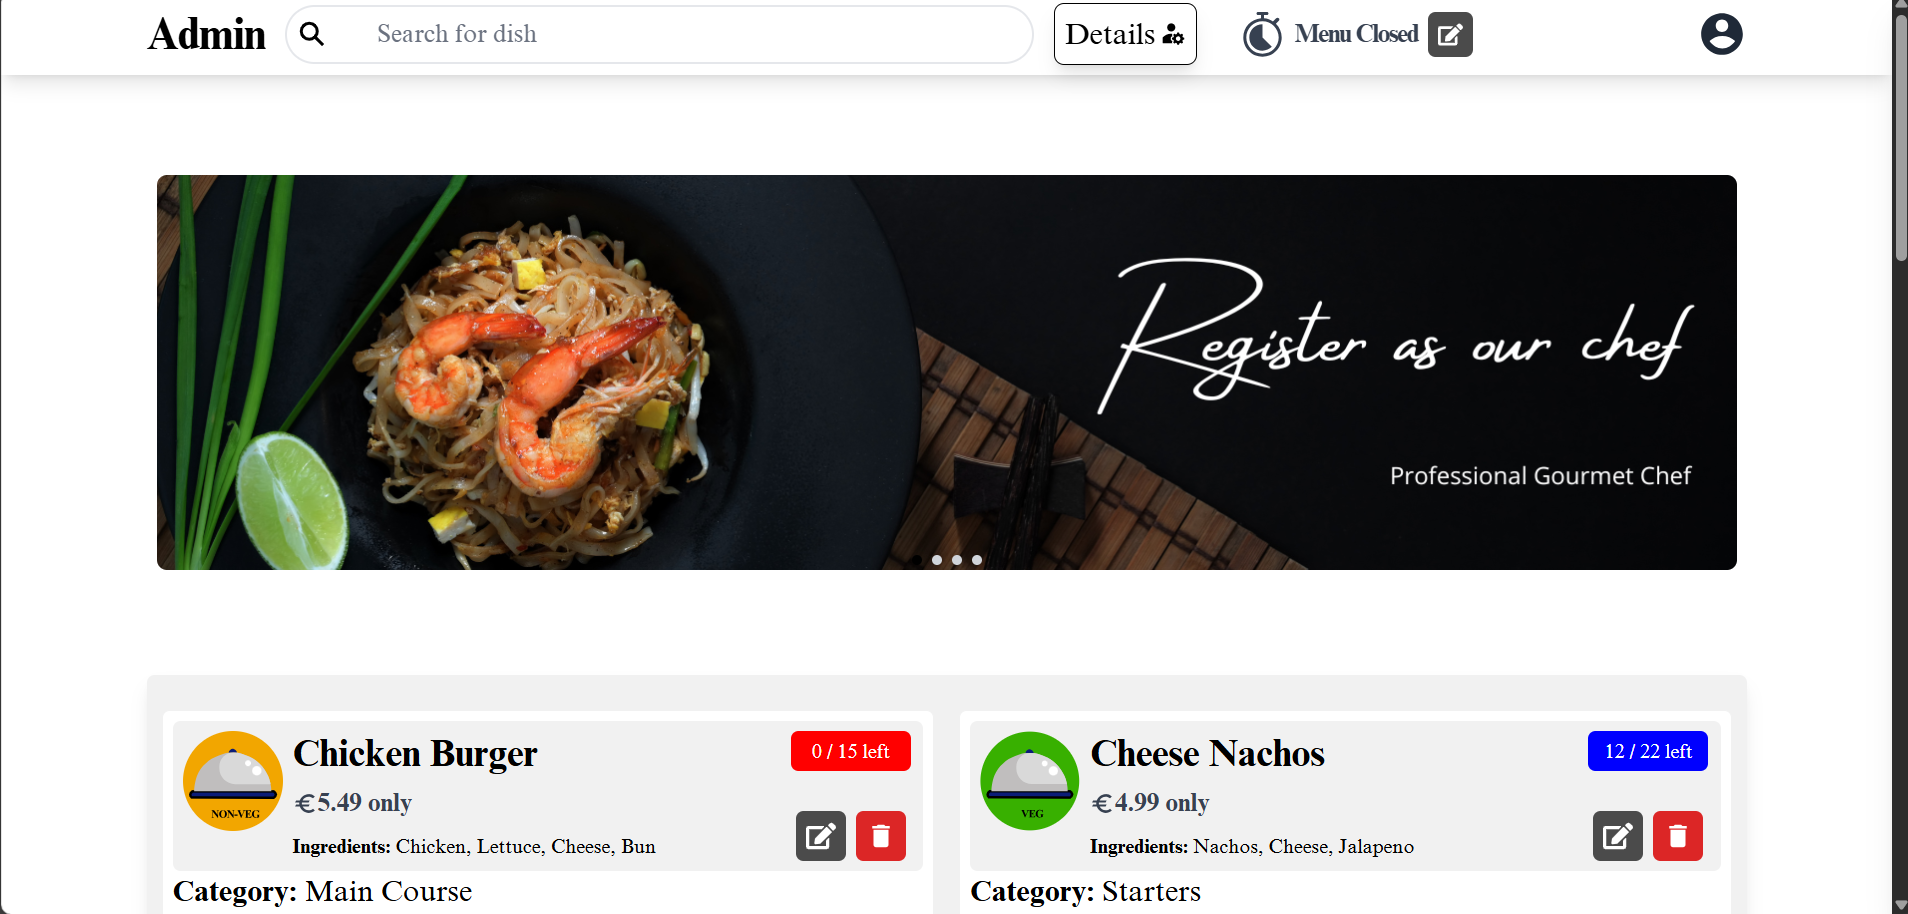 Admin
Search for dish
Details
Menu Closed
Register as our chef
Professional Gourmet Chef
NON-VEG
Chicken Burger
0 / 15 left
€5.49 only
Ingredients: Chicken, Lettuce, Cheese, Bun
Category: Main Course
VEG
Cheese Nachos
12 / 22 left
€4.99 only
Ingredients: Nachos, Cheese, Jalapeno
Category: Starters